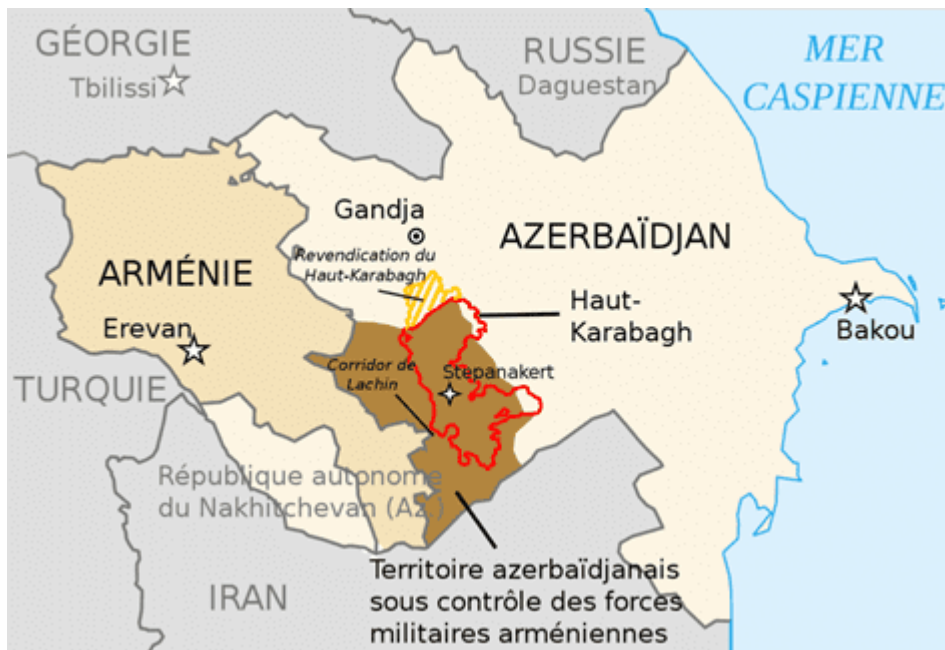 GÉORGIE
Tbilissi
RUSSIE
Daguestan
MER
CASPIENNE
Gandja
AZERBAÏDJAN
Revendication du
Haut-Karabagh
ARMÉNIE
Haut-
Karabagh
Erevan
Bakou
Corridor de
Lachin
Stepanakert
TURQUIE
République autonome
du Nakhitchevan (Az.)
Territoire azerbaïdjanais
sous contrôle des forces
militaires arméniennes
IRAN